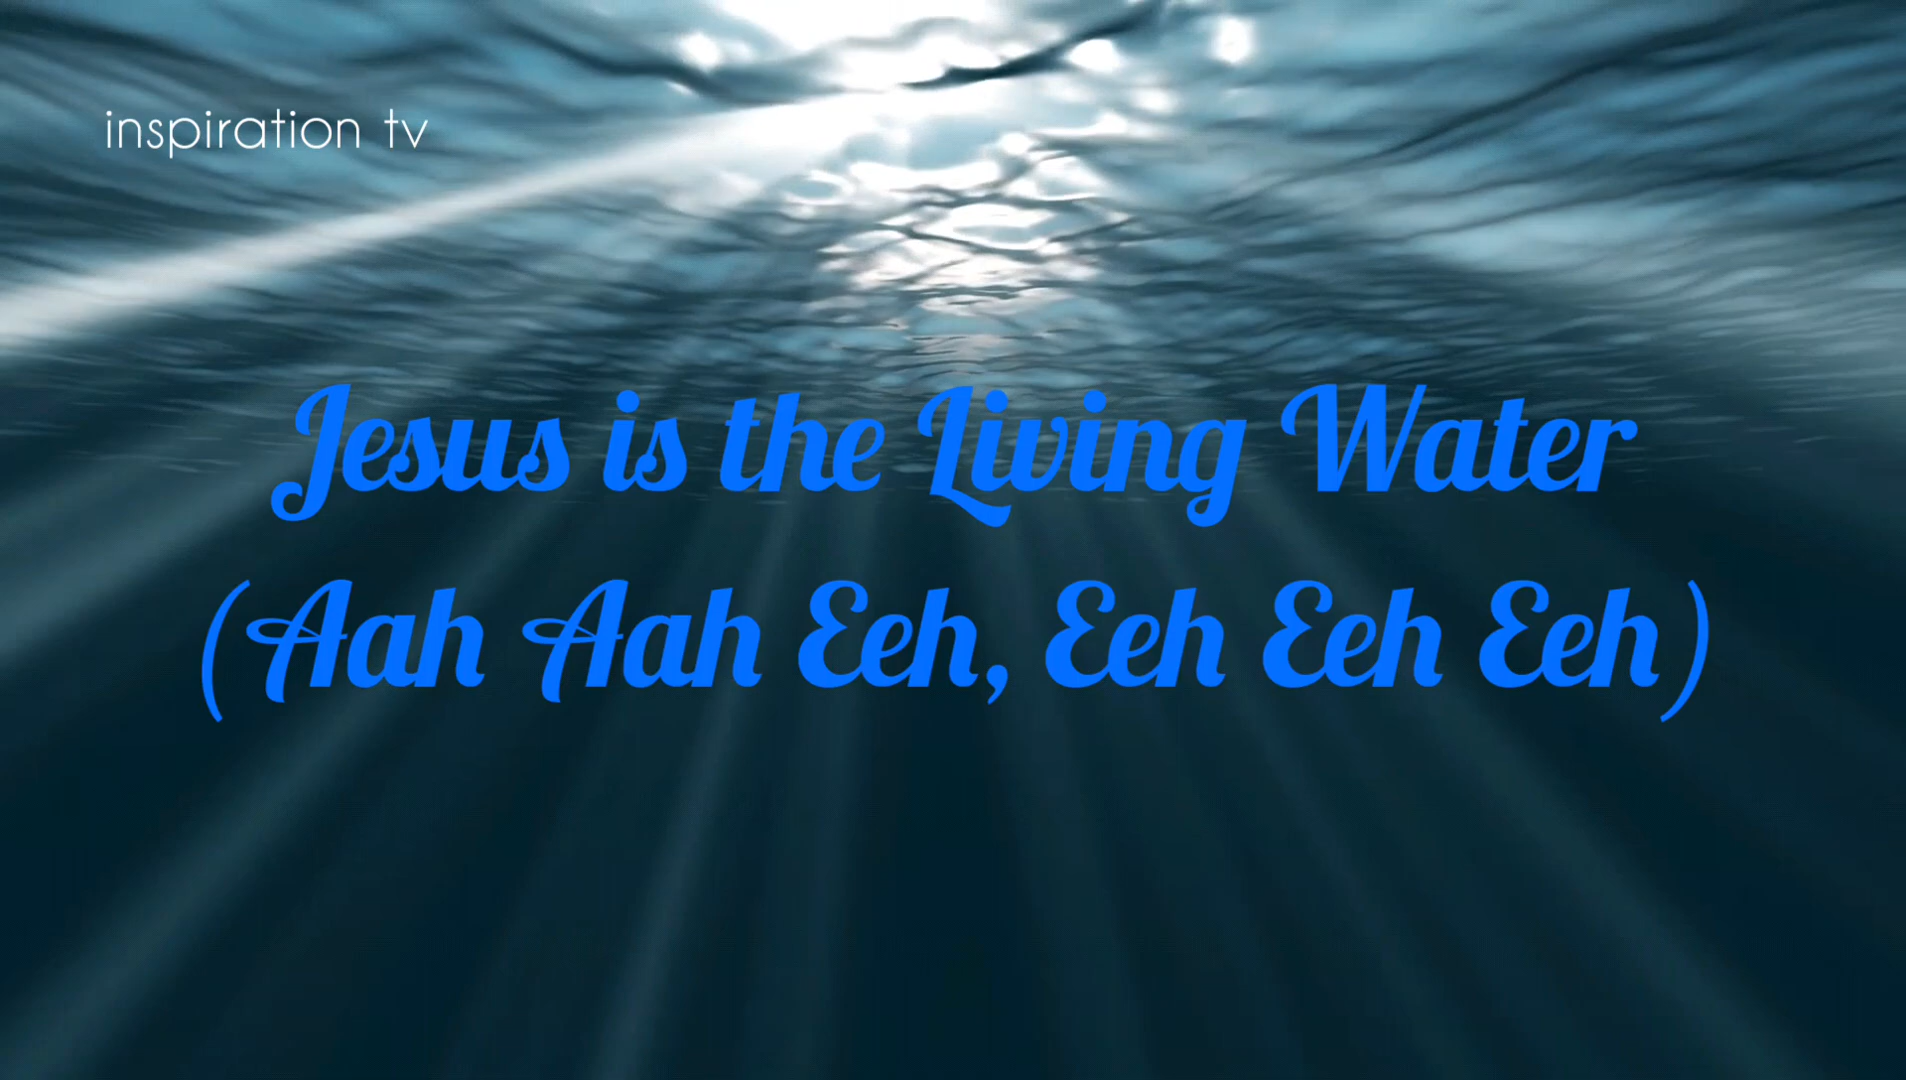 inspiration tv
Jesus is the Living Water
(Aah Aah Eeh, Eeh Eeh Eeh)